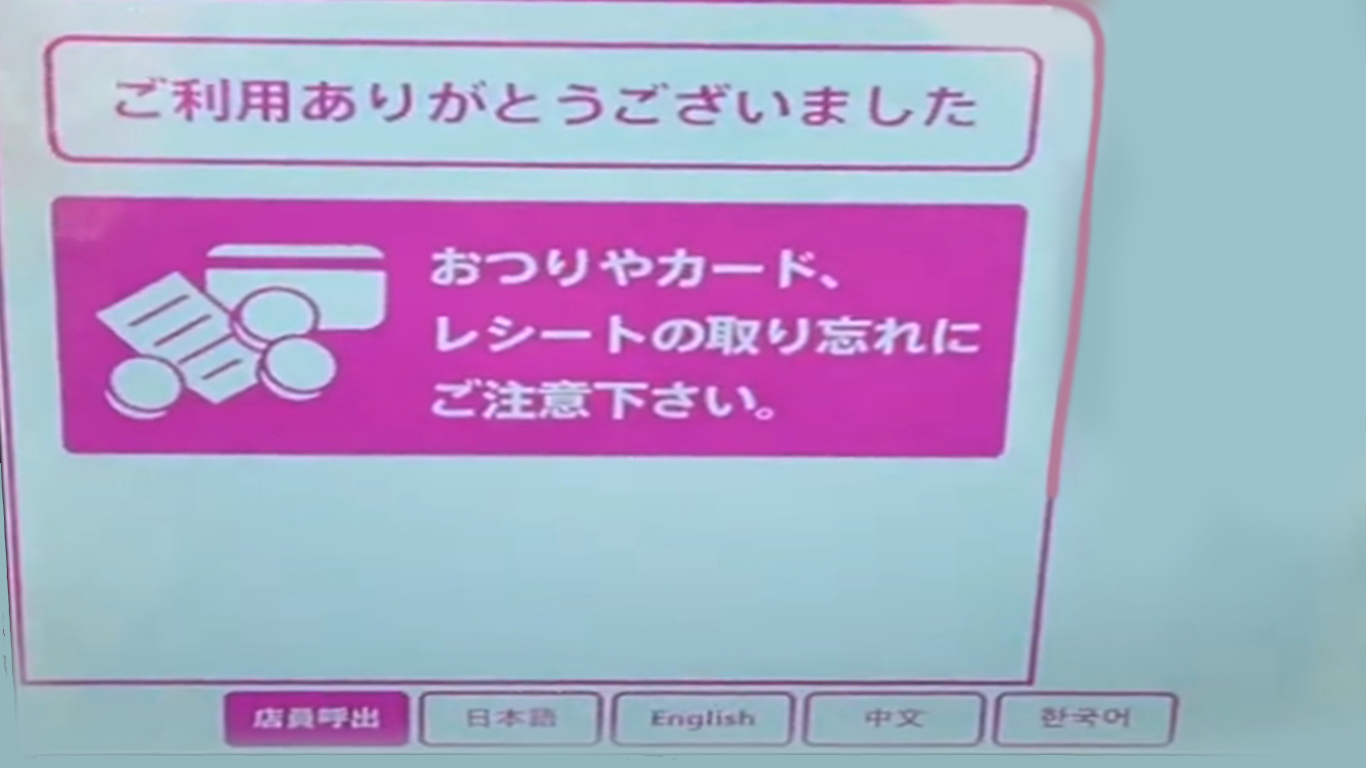 ご利用ありがとうございました
おつりやカード、
レシートの取り忘れに
ご注意下さい。
店員呼出
日本語
English
中文
한국어